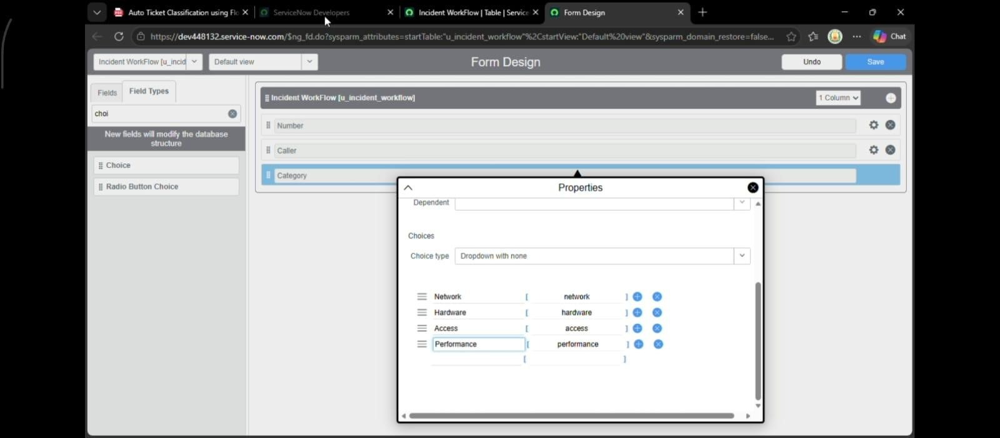 Auto Ticket Classification using Flo
ServiceNow Developers
Incident WorkFlow | Table | Service
Form Design
https://dev448132.service-now.com/$ng_fd.do?sysparm_attributes=startTable:"u_incident_workflow"%2CstartView:"Default%20view"&sysparm_domain_restore=false...
Chat
Incident WorkFlow [u_incid
Default view
Form Design
Undo
Save
Fields
Field Types
choi
New fields will modify the database
structure
Choice
Radio Button Choice
Incident WorkFlow [u_incident_workflow]
1 Column
Number
Caller
Category
Properties
Dependent
Choices
Choice type
Dropdown with none
Network [ network ]
Hardware [ hardware ]
Access [ access ]
Performance [ performance ]
[ ]